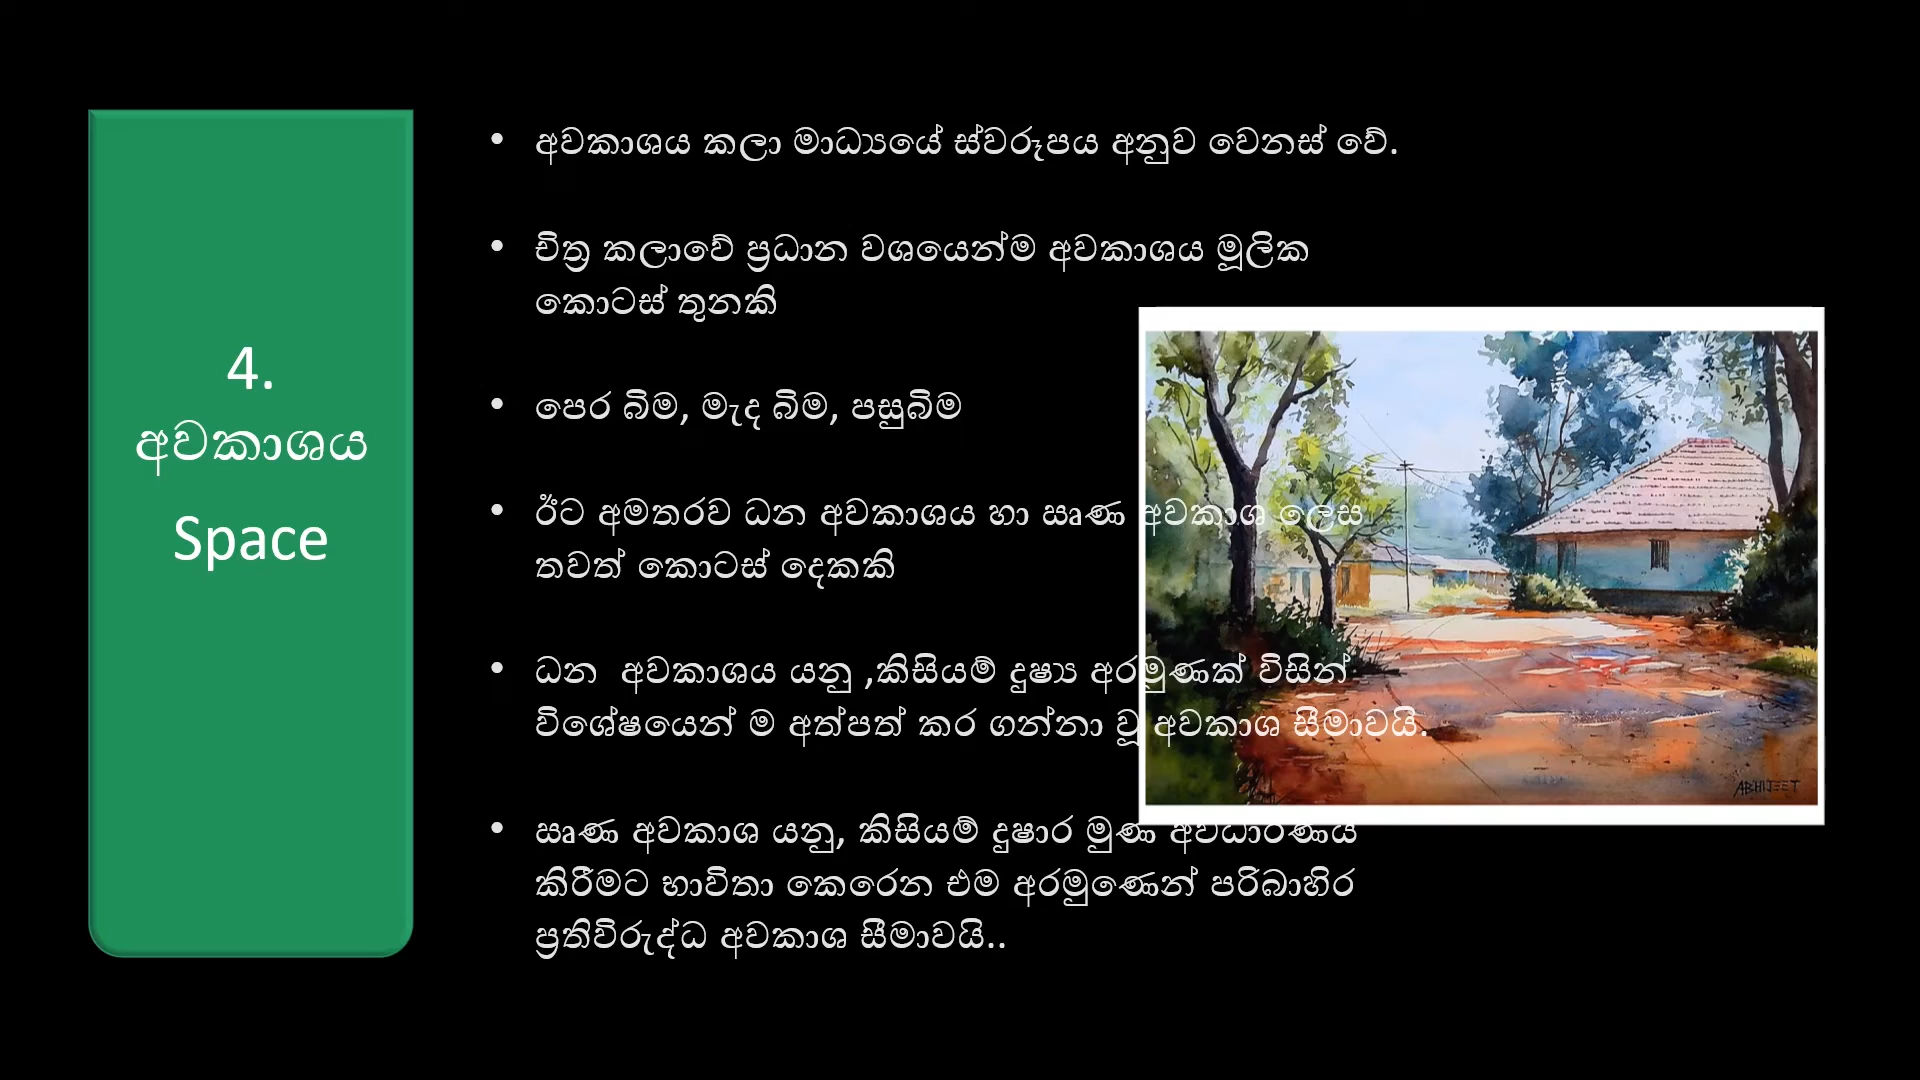 4.
අවකාශය
Space
• අවකාශය කලා මාධ්‍යයේ ස්වරූපය අනුව වෙනස් වේ.
• චිත්‍ර කලාවේ ප්‍රධාන වශයෙන්ම අවකාශය මූලික
කොටස් තුනකි
• පෙර බිම, මැද බිම, පසුබිම
• ඊට අමතරව ධන අවකාශය හා සෘණ අවකාශ ලෙස
තවත් කොටස් දෙකකි
• ධන  අවකාශය යනු ,කිසියම් දුෂ්‍ය අරමුණක් විසින්
විශේෂයෙන් ම අත්පත් කර ගන්නා වූ අවකාශ සීමාවයි.
• සෘණ අවකාශ යනු, කිසියම් දුෂාර මුණ අවධාරණය
කිරීමට භාවිතා කෙරෙන එම අරමුණෙන් පරිබාහිර
ප්‍රතිවිරුද්ධ අවකාශ සීමාවයි..
ABHIJEET